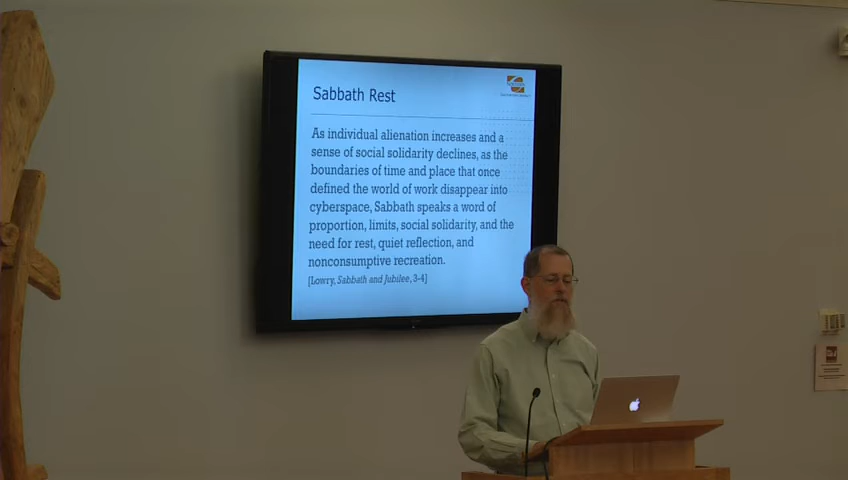 Sabbath Rest
As individual alienation increases and a
sense of social solidarity declines, as the
boundaries of time and place that once
defined the world of work disappear into
cyberspace, Sabbath speaks a word of
proportion, limits, social solidarity, and the
need for rest, quiet reflection, and
nonconsumptive recreation.
[Lowry, Sabbath and Jubilee, 3-4]